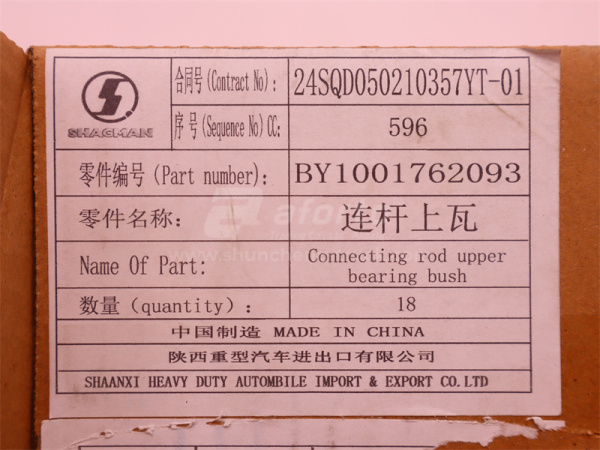 合同号(Contract No): 24SQD050210357YT-01
SHACMAN
序号(Sequence No)CC: 596
零件编号(Part number): BY1001762093
零件名称: 连杆上瓦
Name Of Part: Connecting rod upper
bearing bush
数量(quantity): 18
中国制造 MADE IN CHINA
陕西重型汽车进出口有限公司
SHAANXI HEAVY DUTY AUTOMBILE IMPORT & EXPORT CO.LTD